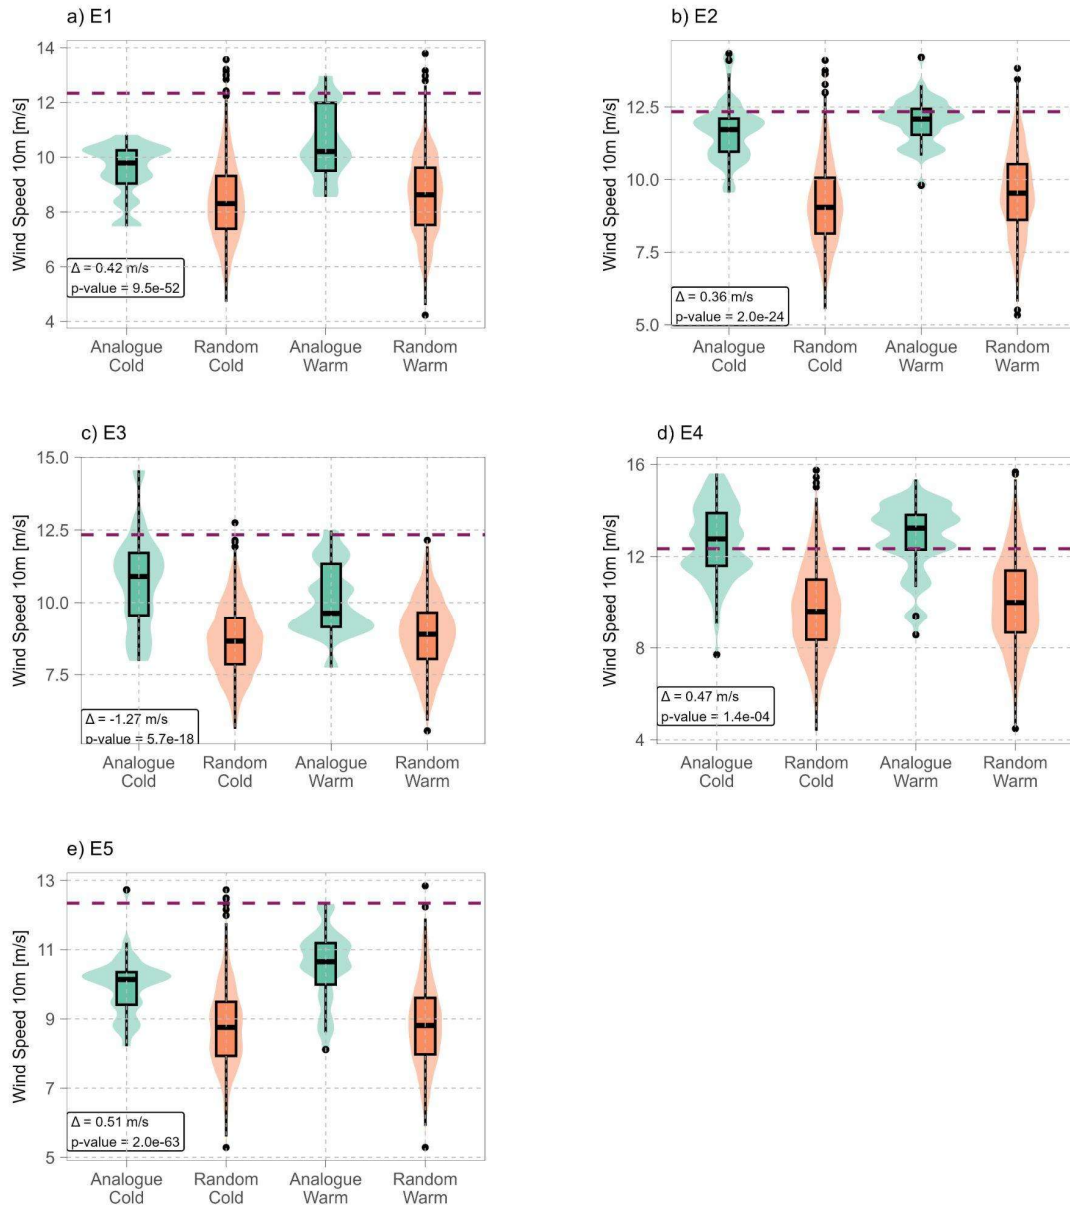 a) E1
Wind Speed 10m [m/s]
14
12
10
8
6
4
Δ = 0.42 m/s
p-value = 9.5e-52
Analogue Cold
Random Cold
Analogue Warm
Random Warm
b) E2
Wind Speed 10m [m/s]
12.5
10.0
7.5
5.0
Δ = 0.36 m/s
p-value = 2.0e-24
Analogue Cold
Random Cold
Analogue Warm
Random Warm
c) E3
Wind Speed 10m [m/s]
15.0
12.5
10.0
7.5
Δ = -1.27 m/s
p-value = 5.7e-18
Analogue Cold
Random Cold
Analogue Warm
Random Warm
d) E4
Wind Speed 10m [m/s]
16
12
8
4
Δ = 0.47 m/s
p-value = 1.4e-04
Analogue Cold
Random Cold
Analogue Warm
Random Warm
e) E5
Wind Speed 10m [m/s]
13
11
9
7
5
Δ = 0.51 m/s
p-value = 2.0e-63
Analogue Cold
Random Cold
Analogue Warm
Random Warm